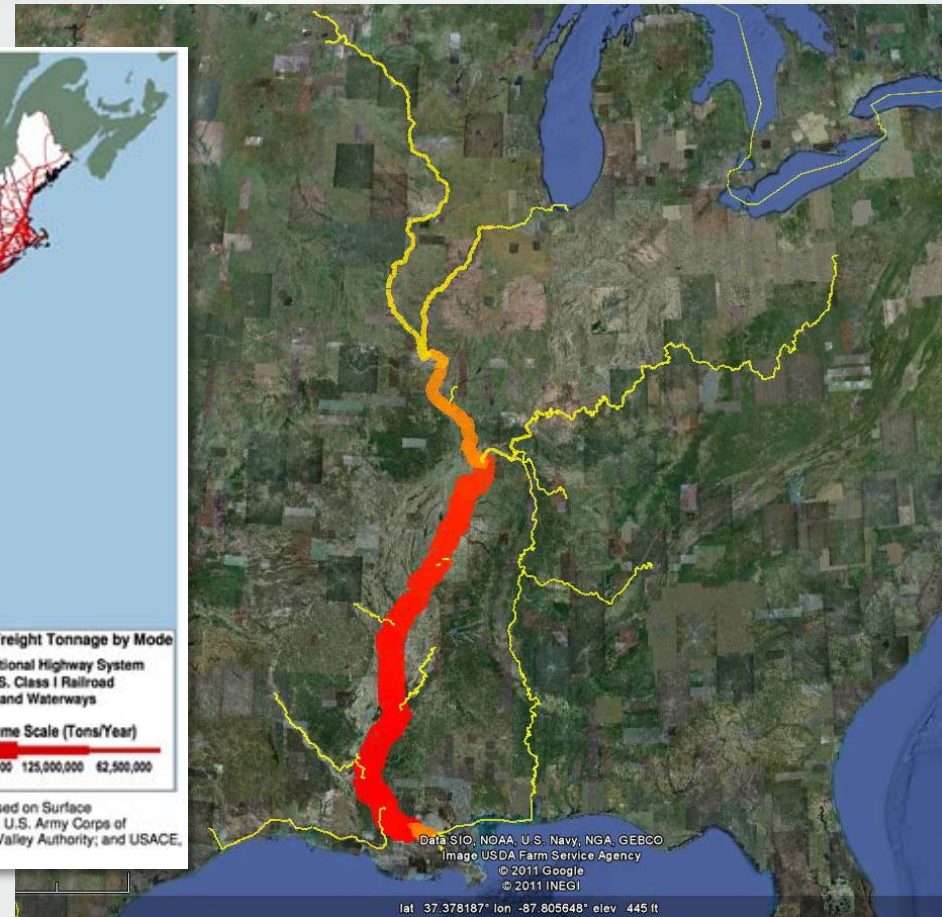 Freight Tonnage by Mode
tional Highway System
S. Class I Railroad
and Waterways
me Scale (Tons/Year)
00 125,000,000 62,500,000
sed on Surface
U.S. Army Corps of
Valley Authority; and USACE,
Data SIO, NOAA, U.S. Navy, NGA, GEBCO
Image USDA Farm Service Agency
© 2011 Google
© 2011 INEGI
lat 37.378187° lon -87.805648° elev 445 ft